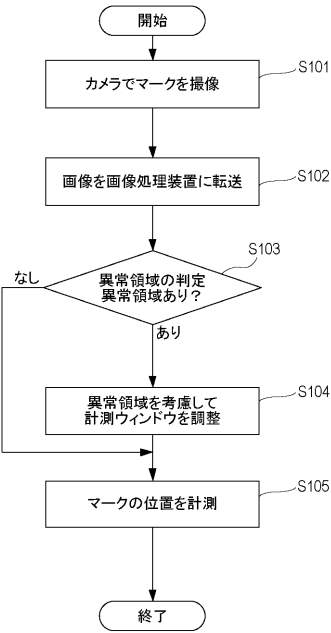 開始
カメラでマークを撮像
S101
画像を画像処理装置に転送
S102
異常領域の判定
異常領域あり？
S103
なし
あり
異常領域を考慮して
計測ウィンドウを調整
S104
マークの位置を計測
S105
終了